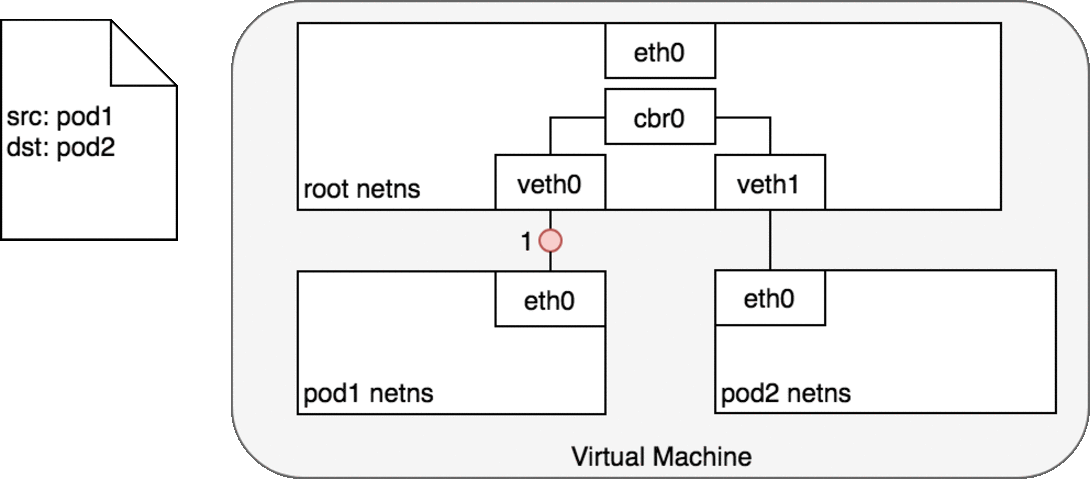 src: pod1
dst: pod2
eth0
cbr0
root netns
veth0
veth1
1
eth0
eth0
pod1 netns
pod2 netns
Virtual Machine